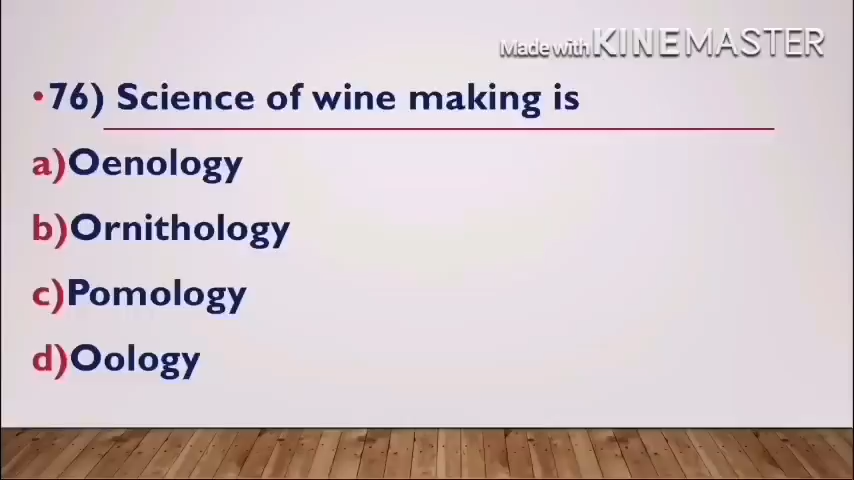 Made with KINEMASTER
•76) Science of wine making is
a)Oenology
b)Ornithology
c)Pomology
d)Oology